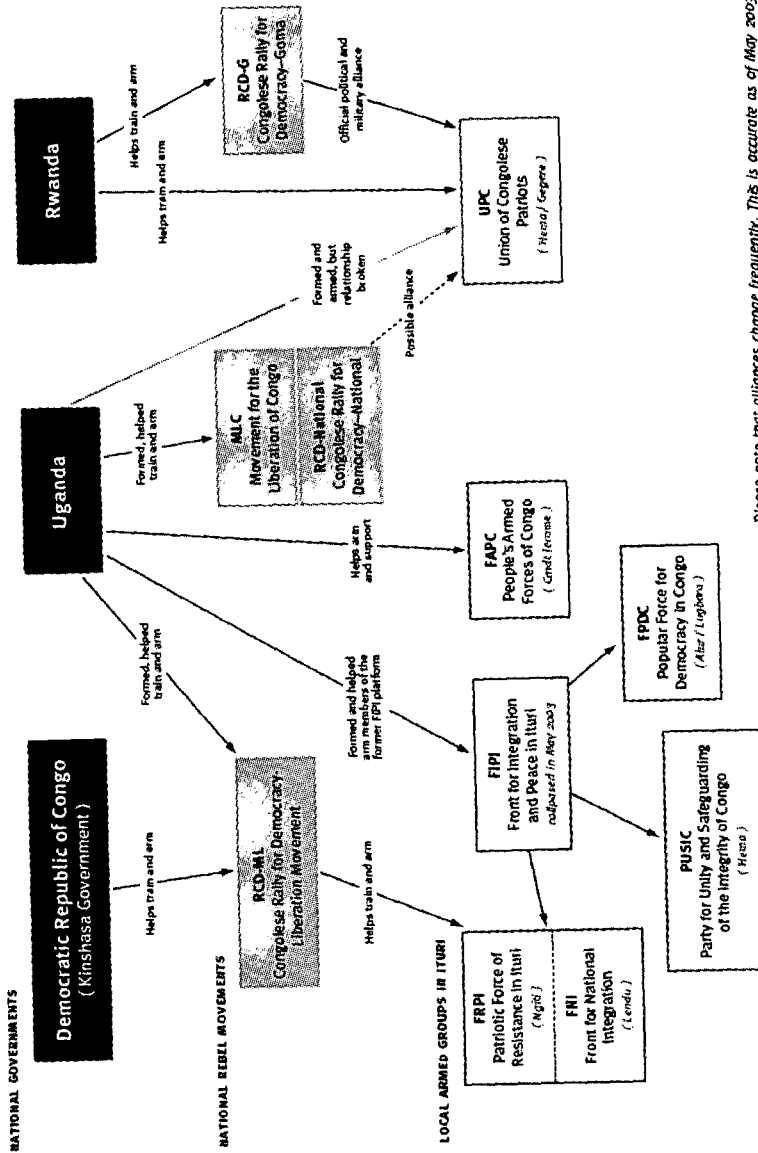 NATIONAL GOVERNMENTS
Democratic Republic of Congo
( Kinshasa Government )
Uganda
Rwanda
Helps train and arm
Formed, helped
train and arm
Formed, helped
train and arm
Helps train and arm
Helps train and arm
NATIONAL REBEL MOVEMENTS
RCD-ML
Congolese Rally for Democracy-
Liberation Movement
MLC
Movement for the
Liberation of Congo
RCD-National
Congolese Rally for
Democracy–National
RCD-G
Congolese Rally for
Democracy–Goma
Formed and
armed, but
relationship
broken
Helps train and arm
Formed and helped
arm members of the
former FIPI platform
Helps arm
and support
Possible alliance
Official political and
military alliance
LOCAL ARMED GROUPS IN ITURI
FRPI
Patriotic Force of
Resistance in Ituri
( Ngiti )
FNI
Front for National
Integration
( Lendu )
FIPI
Front for Integration
and Peace in Ituri
collpased in May 2003
FAPC
People's Armed
Forces of Congo
( Cmdt Jerome )
UPC
Union of Congolese
Patriots
( Hema / Gegere )
PUSIC
Party for Unity and Safeguarding
of the Integrity of Congo
( Hema )
FPDC
Popular Force for
Democracy in Congo
( Alur / Lugbara )
Please note that alliances change frequently. This is accurate as of May 2003